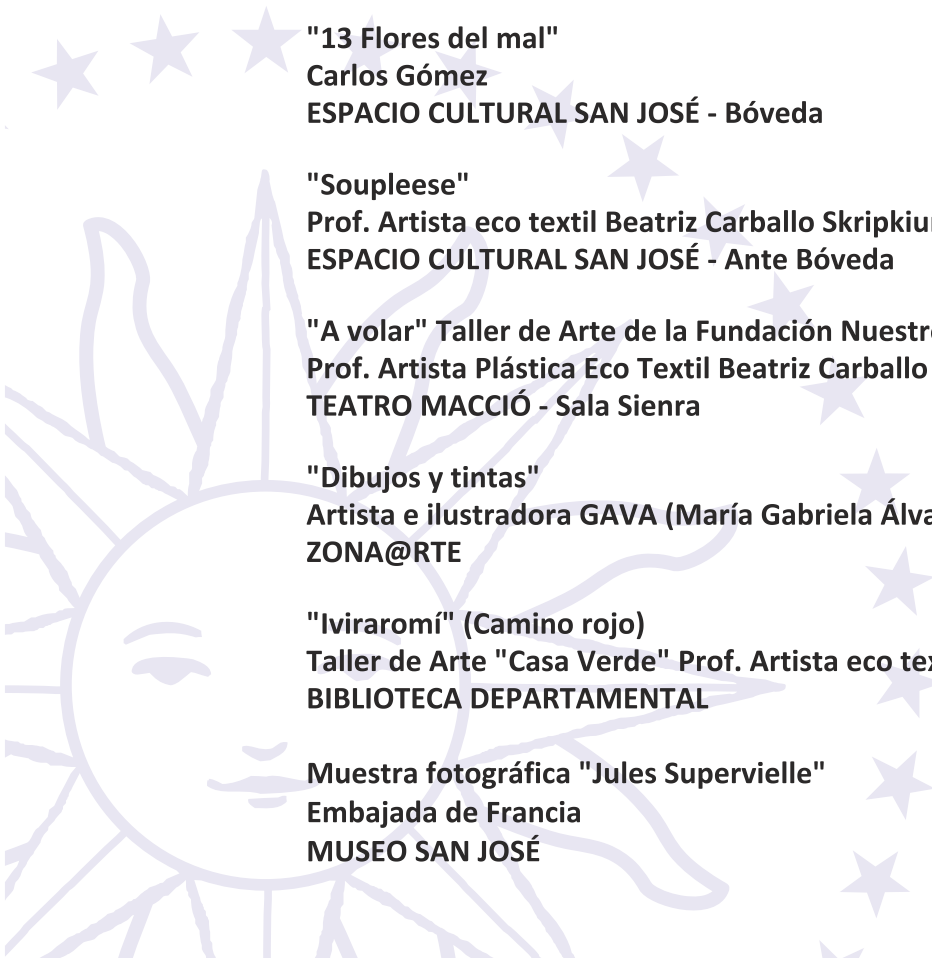 "13 Flores del mal"
Carlos Gómez
ESPACIO CULTURAL SAN JOSÉ - Bóveda
"Soupleese"
Prof. Artista eco textil Beatriz Carballo
ESPACIO CULTURAL SAN JOSÉ - Ante Bóveda
"A volar" Taller de Arte de la Fundación
Prof. Artista Plástica Eco Textil Beatriz Carballo
TEATRO MACCIÓ - Sala Sienra
"Dibujos y tintas"
Artista e ilustradora GAVA (María Gabriela
ZONA@RTE
"Iviraromí" (Camino rojo)
Taller de Arte "Casa Verde" Prof. Artista eco
BIBLIOTECA DEPARTAMENTAL
Muestra fotográfica "Jules Supervielle"
Embajada de Francia
MUSEO SAN JOSÉ